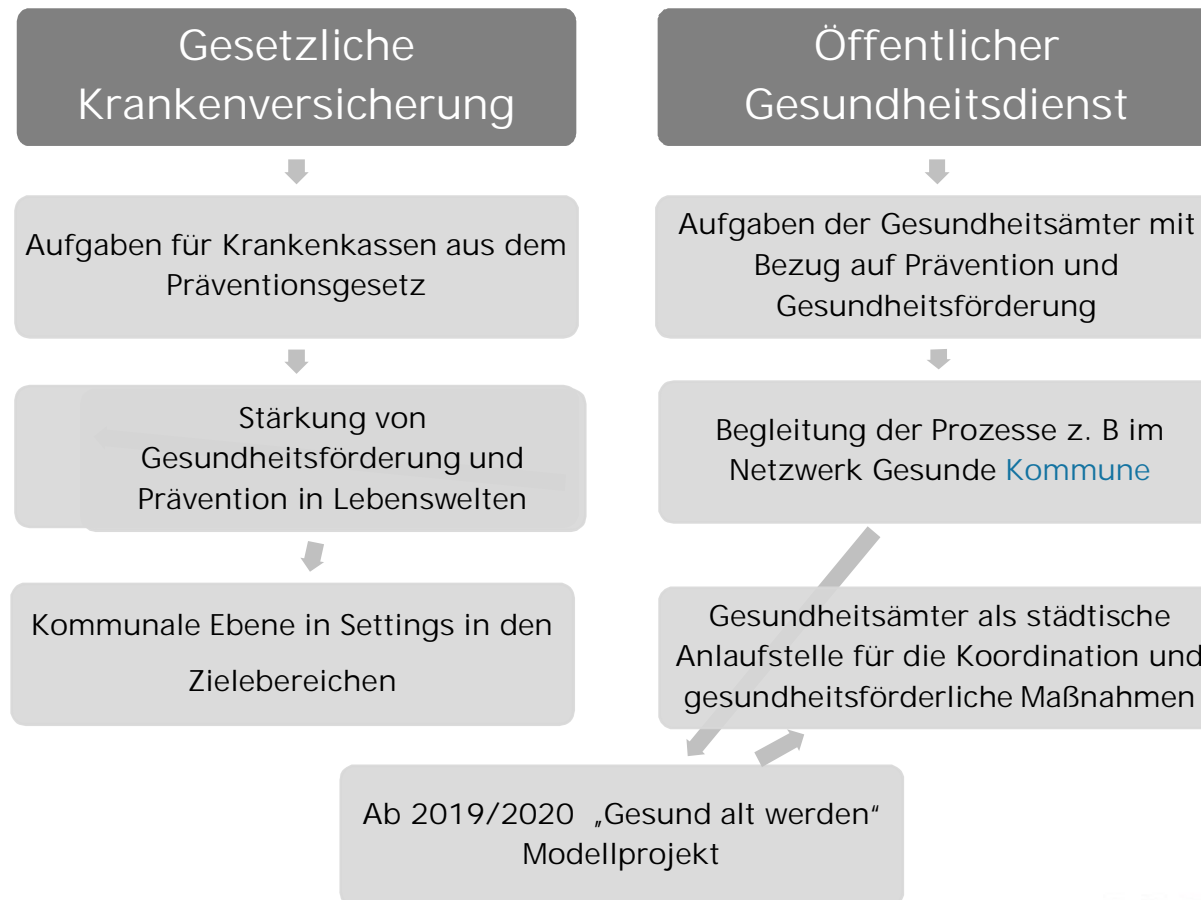 Gesetzliche
Krankenversicherung
Aufgaben für Krankenkassen aus dem
Präventionsgesetz
Stärkung von
Gesundheitsförderung und
Prävention in Lebenswelten
Kommunale Ebene in Settings in den
Zielebereichen
Öffentlicher
Gesundheitsdienst
Aufgaben der Gesundheitsämter mit
Bezug auf Prävention und
Gesundheitsförderung
Begleitung der Prozesse z. B im
Netzwerk Gesunde Kommune
Gesundheitsämter als städtische
Anlaufstelle für die Koordination und
gesundheitsförderliche Maßnahmen
Ab 2019/2020 „Gesund alt werden“
Modellprojekt